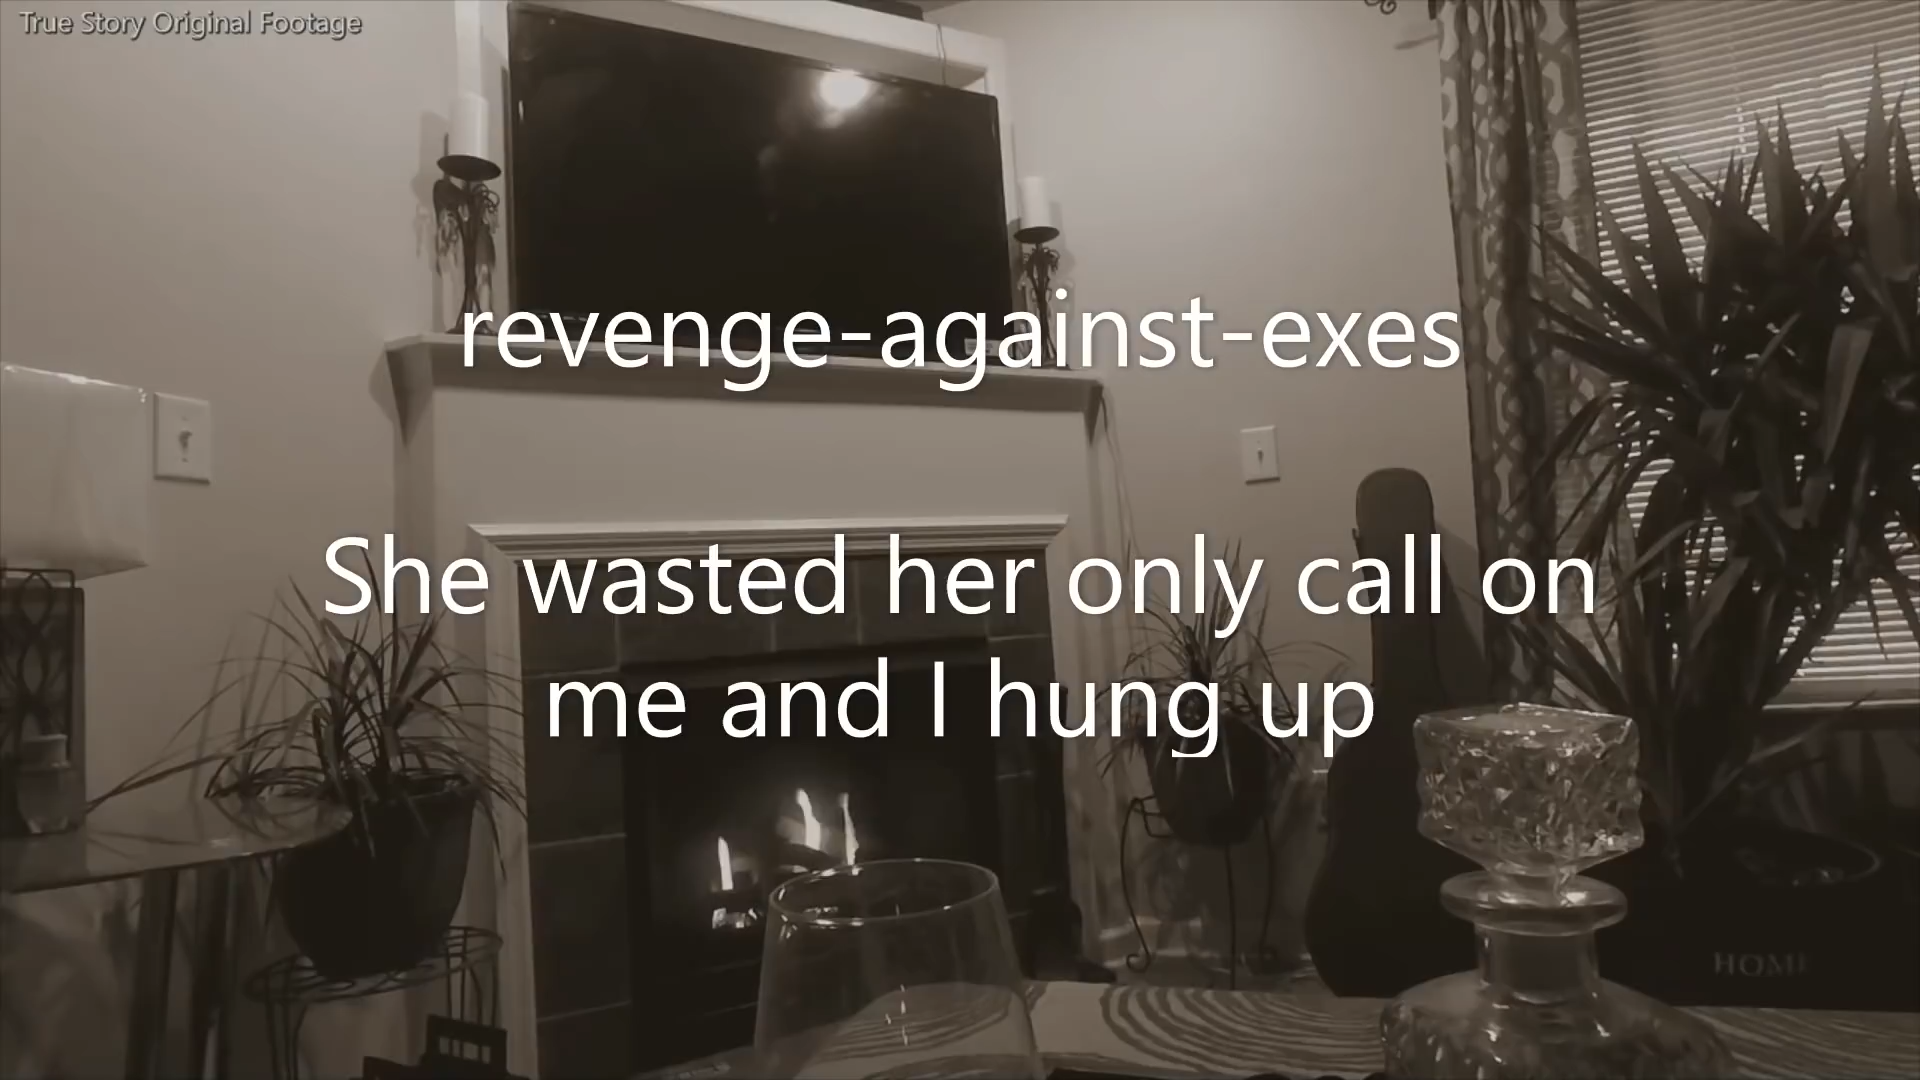 True Story Original Footage
revenge-against-exes
She wasted her only call on
me and I hung up
HOME